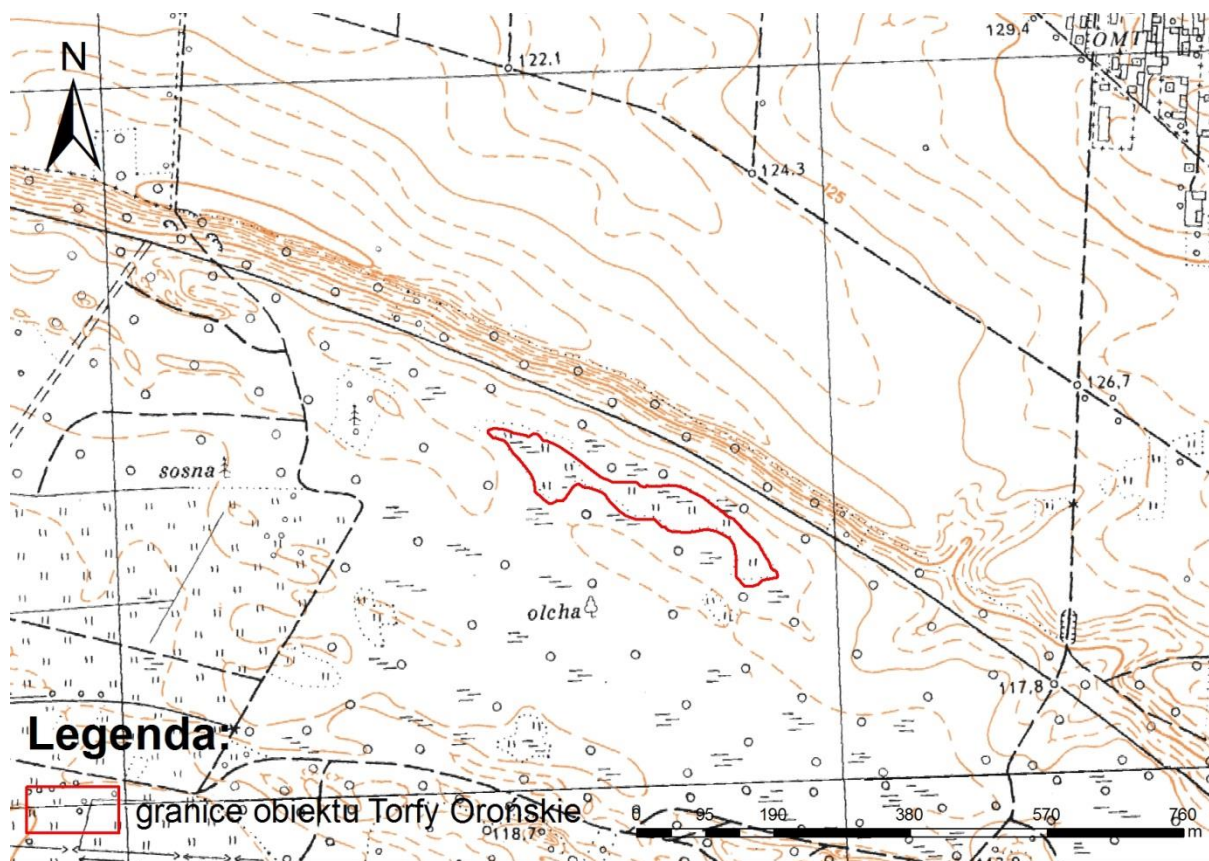 129.4
OMT
122.1
N
124.3
125
126.7
sosna
olcha
117.8
Legenda:
granice obiektu Torfy Orońskie
118.7
0 95 190 380 570 760
m